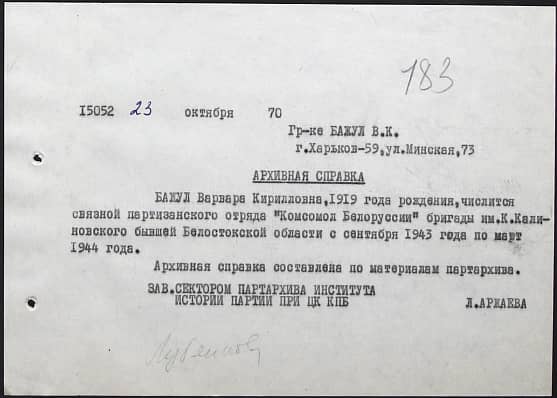 183
I5052 23 октября 70
Гр-ке БАЖУЛ В.К.
г.Харьков-59,ул.Минская,73
АРХИВНАЯ СПРАВКА
БАЖУЛ Варвара Кирилловна,1919 года рождения,числится
связной партизанского отряда "Комсомол Белоруссии" бригады им.К.Кали-
новского бывшей Белостокской области с сентября 1943 года по март
1944 года.
Архивная справка составлена по материалам партархива.
ЗАВ.СЕКТОРОМ ПАРТАРХИВА ИНСТИТУТА
ИСТОРИИ ПАРТИИ ПРИ ЦК КПБ Л.АРЖАЕВА